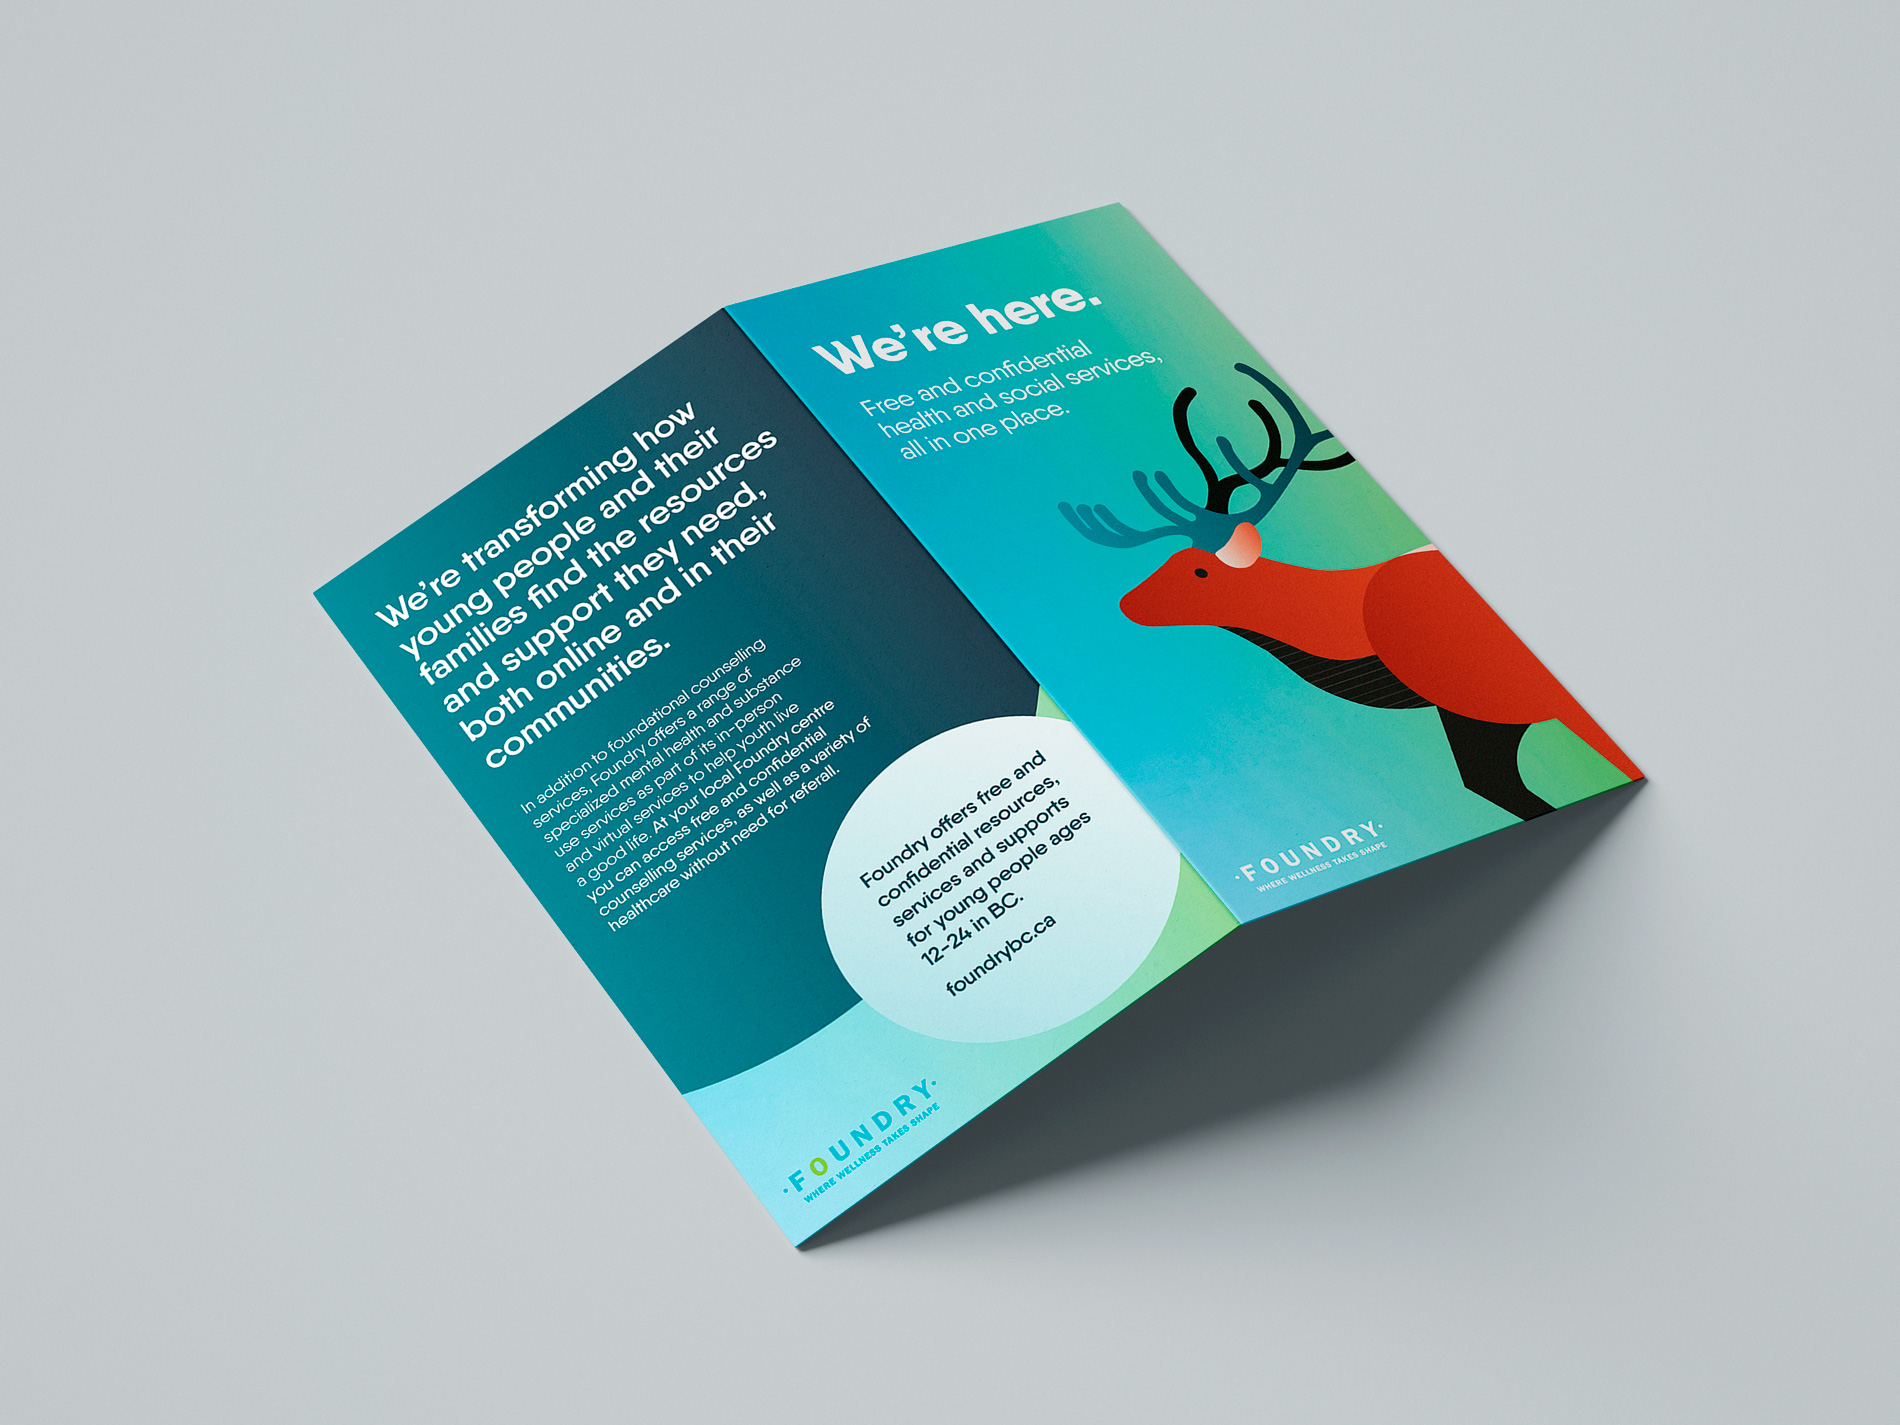 We're transforming how
young people and their
families find the resources
and support they need,
both online and in their
communities.
In addition to foundational counselling
services, Foundry offers a range of
specialized mental health and substance
use services as part of its in-person
and virtual services to help youth live
a good life. At your local Foundry centre
you can access free and confidential
counselling services, as well as a variety of
healthcare without need for referral.
Foundry offers free and
confidential resources,
services and supports
for young people ages
12-24 in BC.
foundrybc.ca
·FOUNDRY·
WHERE WELLNESS TAKES SHAPE
We're here.
Free and confidential
health and social services,
all in one place.
·FOUNDRY·
WHERE WELLNESS TAKES SHAPE